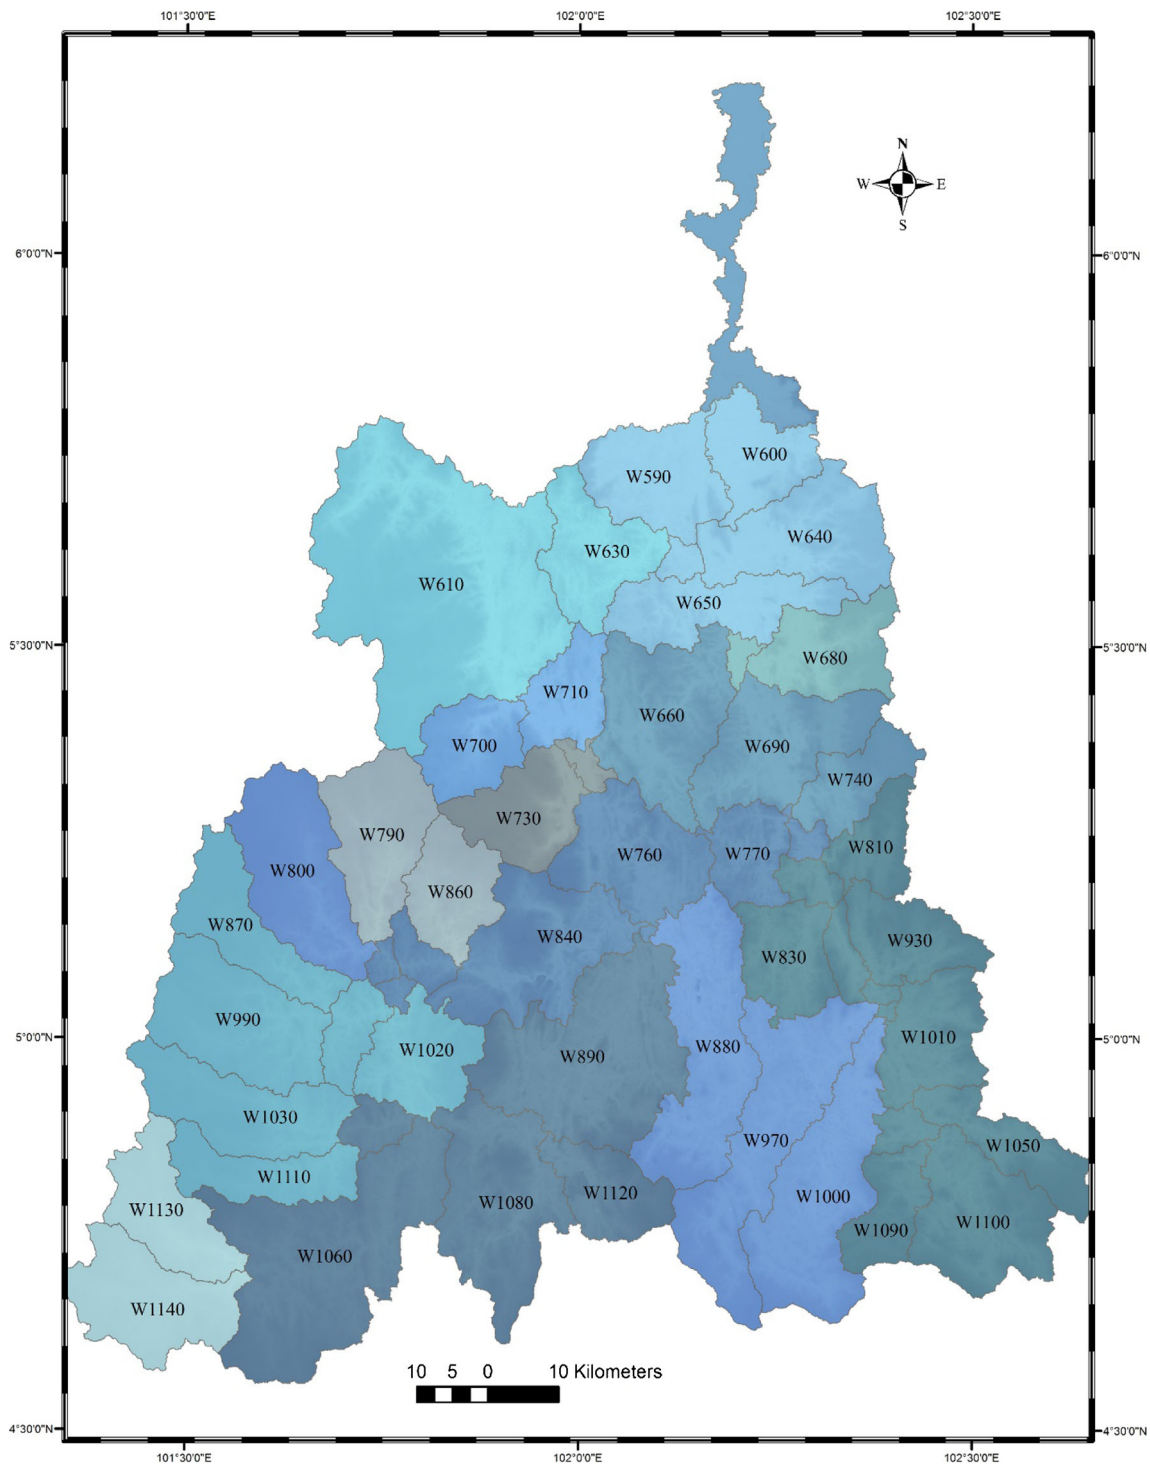 101°30'0"E 102°0'0"E 102°30'0"E
N
W E
S
6°0'0"N 6°0'0"N
W600
W590
W640
W630
W610
W650
5°30'0"N 5°30'0"N
W680
W710
W660
W700 W690
W740
W730
W790 W810
W760 W770
W800
W860
W870
W840 W930
W830
W990
5°0'0"N W1010 5°0'0"N
W1020 W890 W880
W1030
W970 W1050
W1110
W1120 W1000
W1130 W1080
W1090 W1100
W1060
W1140
10 5 0 10 Kilometers
4°30'0"N 4°30'0"N
101°30'0"E 102°0'0"E 102°30'0"E